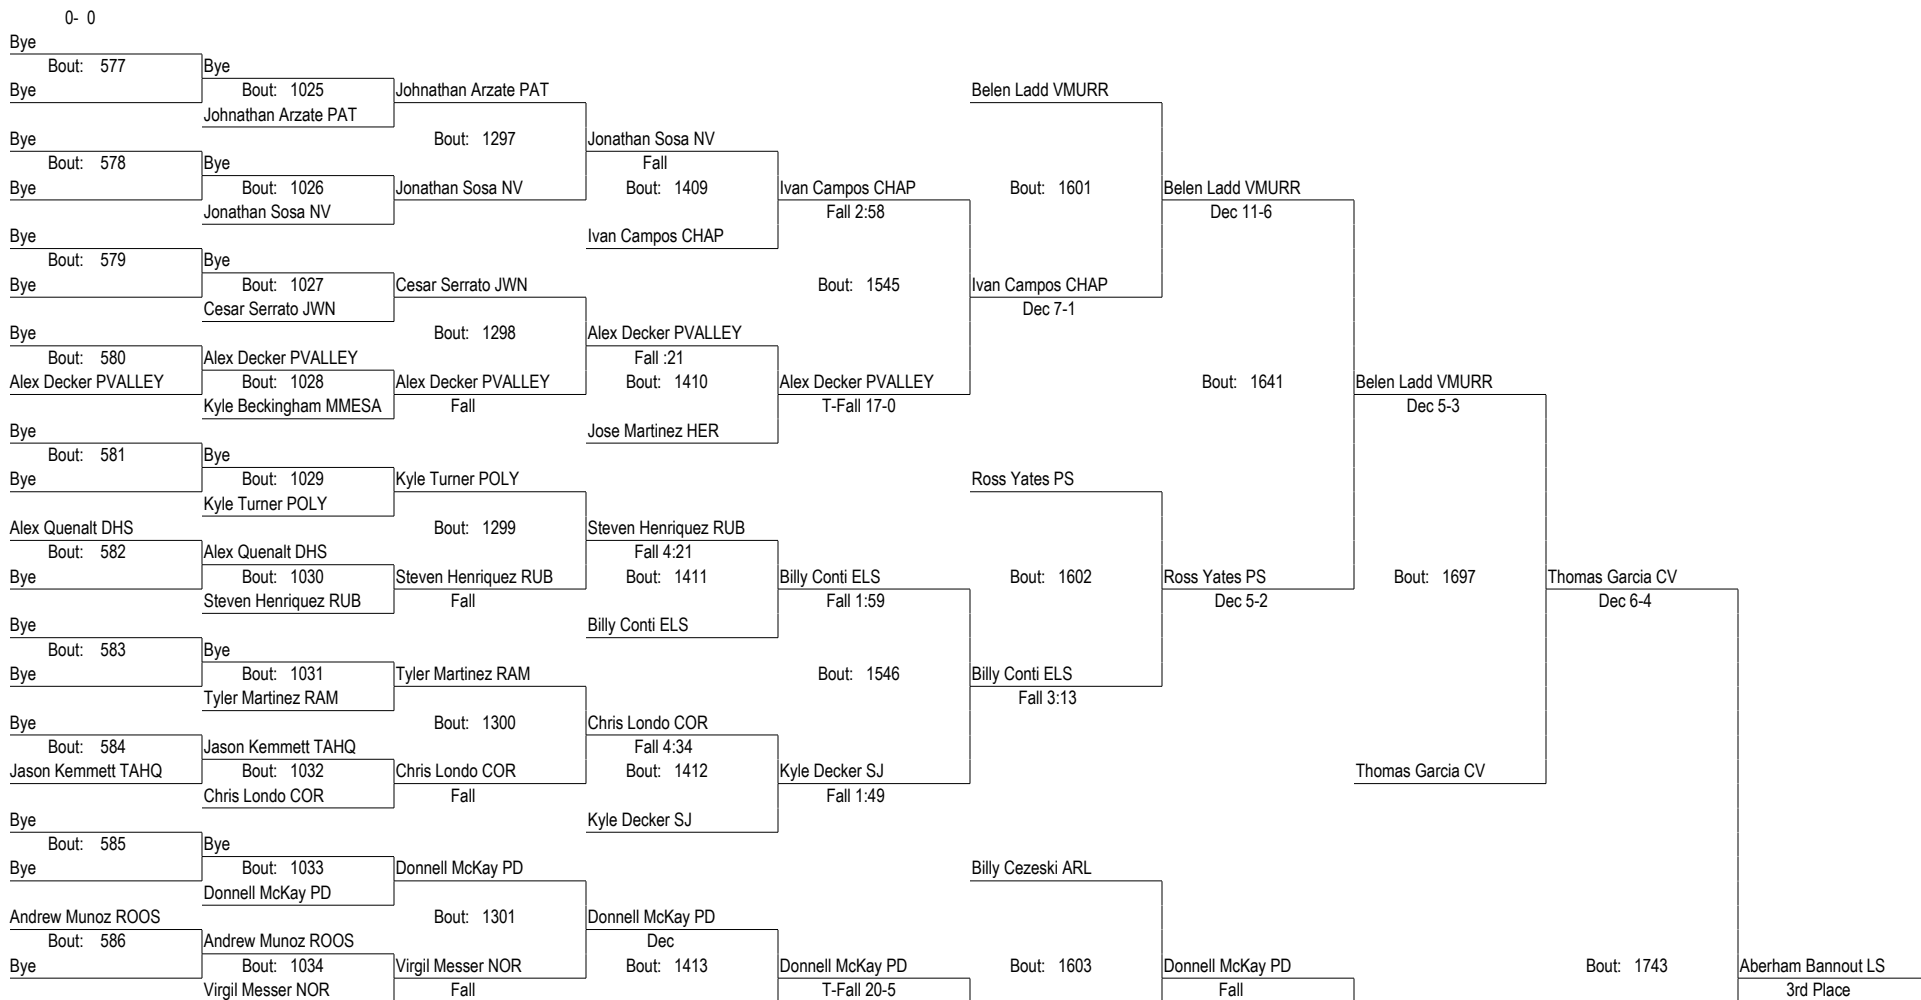 0- 0
Bye
Bout: 577
Bye
Bye
Bout: 578
Bye
Bye
Bout: 579
Bye
Bye
Bout: 580
Alex Decker PVALLEY
Bye
Bout: 581
Bye
Alex Quenalt DHS
Bout: 582
Bye
Bye
Bout: 583
Bye
Bye
Bout: 584
Jason Kemmett TAHQ
Bye
Bout: 585
Bye
Andrew Munoz ROOS
Bout: 586
Bye
Bye
Bout: 1025
Johnathan Arzate PAT
Bye
Bout: 1026
Jonathan Sosa NV
Bye
Bout: 1027
Cesar Serrato JWN
Alex Decker PVALLEY
Bout: 1028
Kyle Beckingham MMESA
Bye
Bout: 1029
Kyle Turner POLY
Alex Quenalt DHS
Bout: 1030
Steven Henriquez RUB
Bye
Bout: 1031
Tyler Martinez RAM
Jason Kemmett TAHQ
Bout: 1032
Chris Londo COR
Bye
Bout: 1033
Donnell McKay PD
Andrew Munoz ROOS
Bout: 1034
Virgil Messer NOR
Johnathan Arzate PAT
Bout: 1297
Jonathan Sosa NV
Cesar Serrato JWN
Bout: 1298
Alex Decker PVALLEY
Fall
Kyle Turner POLY
Bout: 1299
Steven Henriquez RUB
Fall
Tyler Martinez RAM
Bout: 1300
Chris Londo COR
Fall
Donnell McKay PD
Bout: 1301
Virgil Messer NOR
Fall
Jonathan Sosa NV
Fall
Bout: 1409
Ivan Campos CHAP
Alex Decker PVALLEY
Fall :21
Bout: 1410
Jose Martinez HER
Steven Henriquez RUB
Fall 4:21
Bout: 1411
Billy Conti ELS
Chris Londo COR
Fall 4:34
Bout: 1412
Kyle Decker SJ
Donnell McKay PD
Dec
Bout: 1413
Ivan Campos CHAP
Fall 2:58
Bout: 1545
Alex Decker PVALLEY
T-Fall 17-0
Billy Conti ELS
Fall 1:59
Bout: 1546
Kyle Decker SJ
Fall 1:49
Donnell McKay PD
T-Fall 20-5
Belen Ladd VMURR
Bout: 1601
Ivan Campos CHAP
Dec 7-1
Ross Yates PS
Bout: 1602
Billy Conti ELS
Fall 3:13
Billy Cezeski ARL
Bout: 1603
Belen Ladd VMURR
Dec 11-6
Bout: 1641
Ross Yates PS
Dec 5-2
Donnell McKay PD
Fall
Belen Ladd VMURR
Dec 5-3
Bout: 1697
Thomas Garcia CV
Thomas Garcia CV
Dec 6-4
Bout: 1743
Aberham Bannout LS
3rd Place